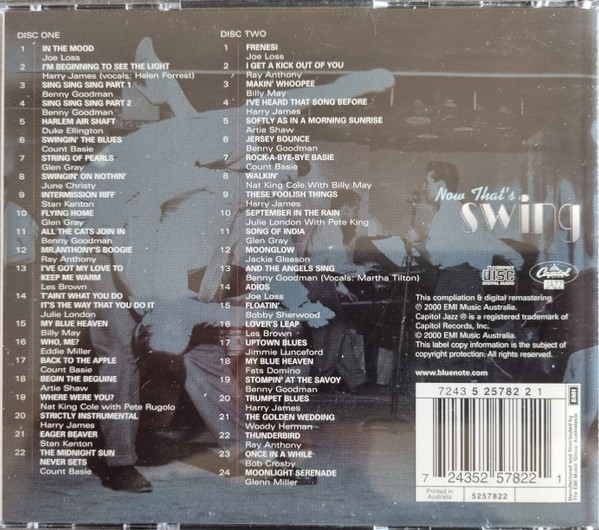 DISC ONE
1 IN THE MOOD
Joe Loss
2 I'M BEGINNING TO SEE THE LIGHT
Harry James (vocals: Helen Forrest)
3 SING SING SING PART 1
Benny Goodman
4 SING SING SING PART 2
Benny Goodman
5 HARLEM AIR SHAFT
Duke Ellington
6 SWINGIN' THE BLUES
Count Basie
7 STRING OF PEARLS
Glen Gray
8 SWINGIN' ON NOTHIN'
June Christy
9 INTERMISSION RIFF
Stan Kenton
10 FLYING HOME
Glen Gray
11 ALL THE CATS JOIN IN
Benny Goodman
12 MR.ANTHONY'S BOOGIE
Ray Anthony
13 I'VE GOT MY LOVE TO
KEEP ME WARM
Les Brown
14 T'AINT WHAT YOU DO
IT'S THE WAY THAT YOU DO IT
Julie London
15 MY BLUE HEAVEN
Billy May
16 WHO, ME?
Eddie Miller
17 BACK TO THE APPLE
Count Basie
18 BEGIN THE BEGUINE
Artie Shaw
19 WHERE WERE YOU?
Nat King Cole with Pete Rugolo
20 STRICTLY INSTRUMENTAL
Harry James
21 EAGER BEAVER
Stan Kenton
22 THE MIDNIGHT SUN
NEVER SETS
Count Basie
DISC TWO
1 FRENESI
Joe Loss
2 I GET A KICK OUT OF YOU
Ray Anthony
3 MAKIN' WHOOPEE
Billy May
4 I'VE HEARD THAT SONG BEFORE
Harry James
5 SOFTLY AS IN A MORNING SUNRISE
Artie Shaw
6 JERSEY BOUNCE
Benny Goodman
7 ROCK-A-BYE-BYE BASIE
Count Basie
8 WALKIN'
Nat King Cole With Billy May
9 THESE FOOLISH THINGS
Harry James
10 SEPTEMBER IN THE RAIN
Julie London With Pete King
11 SONG OF INDIA
Glen Gray
12 MOONGLOW
Jackie Gleason
13 AND THE ANGELS SING
Benny Goodman (Vocals: Martha Tilton)
14 ADIOS
Joe Loss
15 FLOATIN'
Bobby Sherwood
16 LOVER'S LEAP
Les Brown
17 UPTOWN BLUES
Jimmie Lunceford
18 MY BLUE HEAVEN
Fats Domino
19 STOMPIN' AT THE SAVOY
Benny Goodman
20 TRUMPET BLUES
Harry James
21 THE GOLDEN WEDDING
Woody Herman
22 THUNDERBIRD
Ray Anthony
23 ONCE IN A WHILE
Bob Crosby
24 MOONLIGHT SERENADE
Glenn Miller
Now That's
swing
COMPACT
disc
DIGITAL AUDIO
Capitol
JAZZ
This compliation & digital remastering
© 2000 EMI Music Australia.
Capitol Jazz ® is a registered trademark of
Capitol Records, Inc.
© 2000 EMI Music Australia.
This label copy information is the subject of
copyright protection. All rights reserved.
www.bluenote.com
7243 5 25782 2 1
7 24352 57822 1
Printed in
Australia
5257822
EMI
Manufactured and Distributed by
The EMI Music Group Australasia